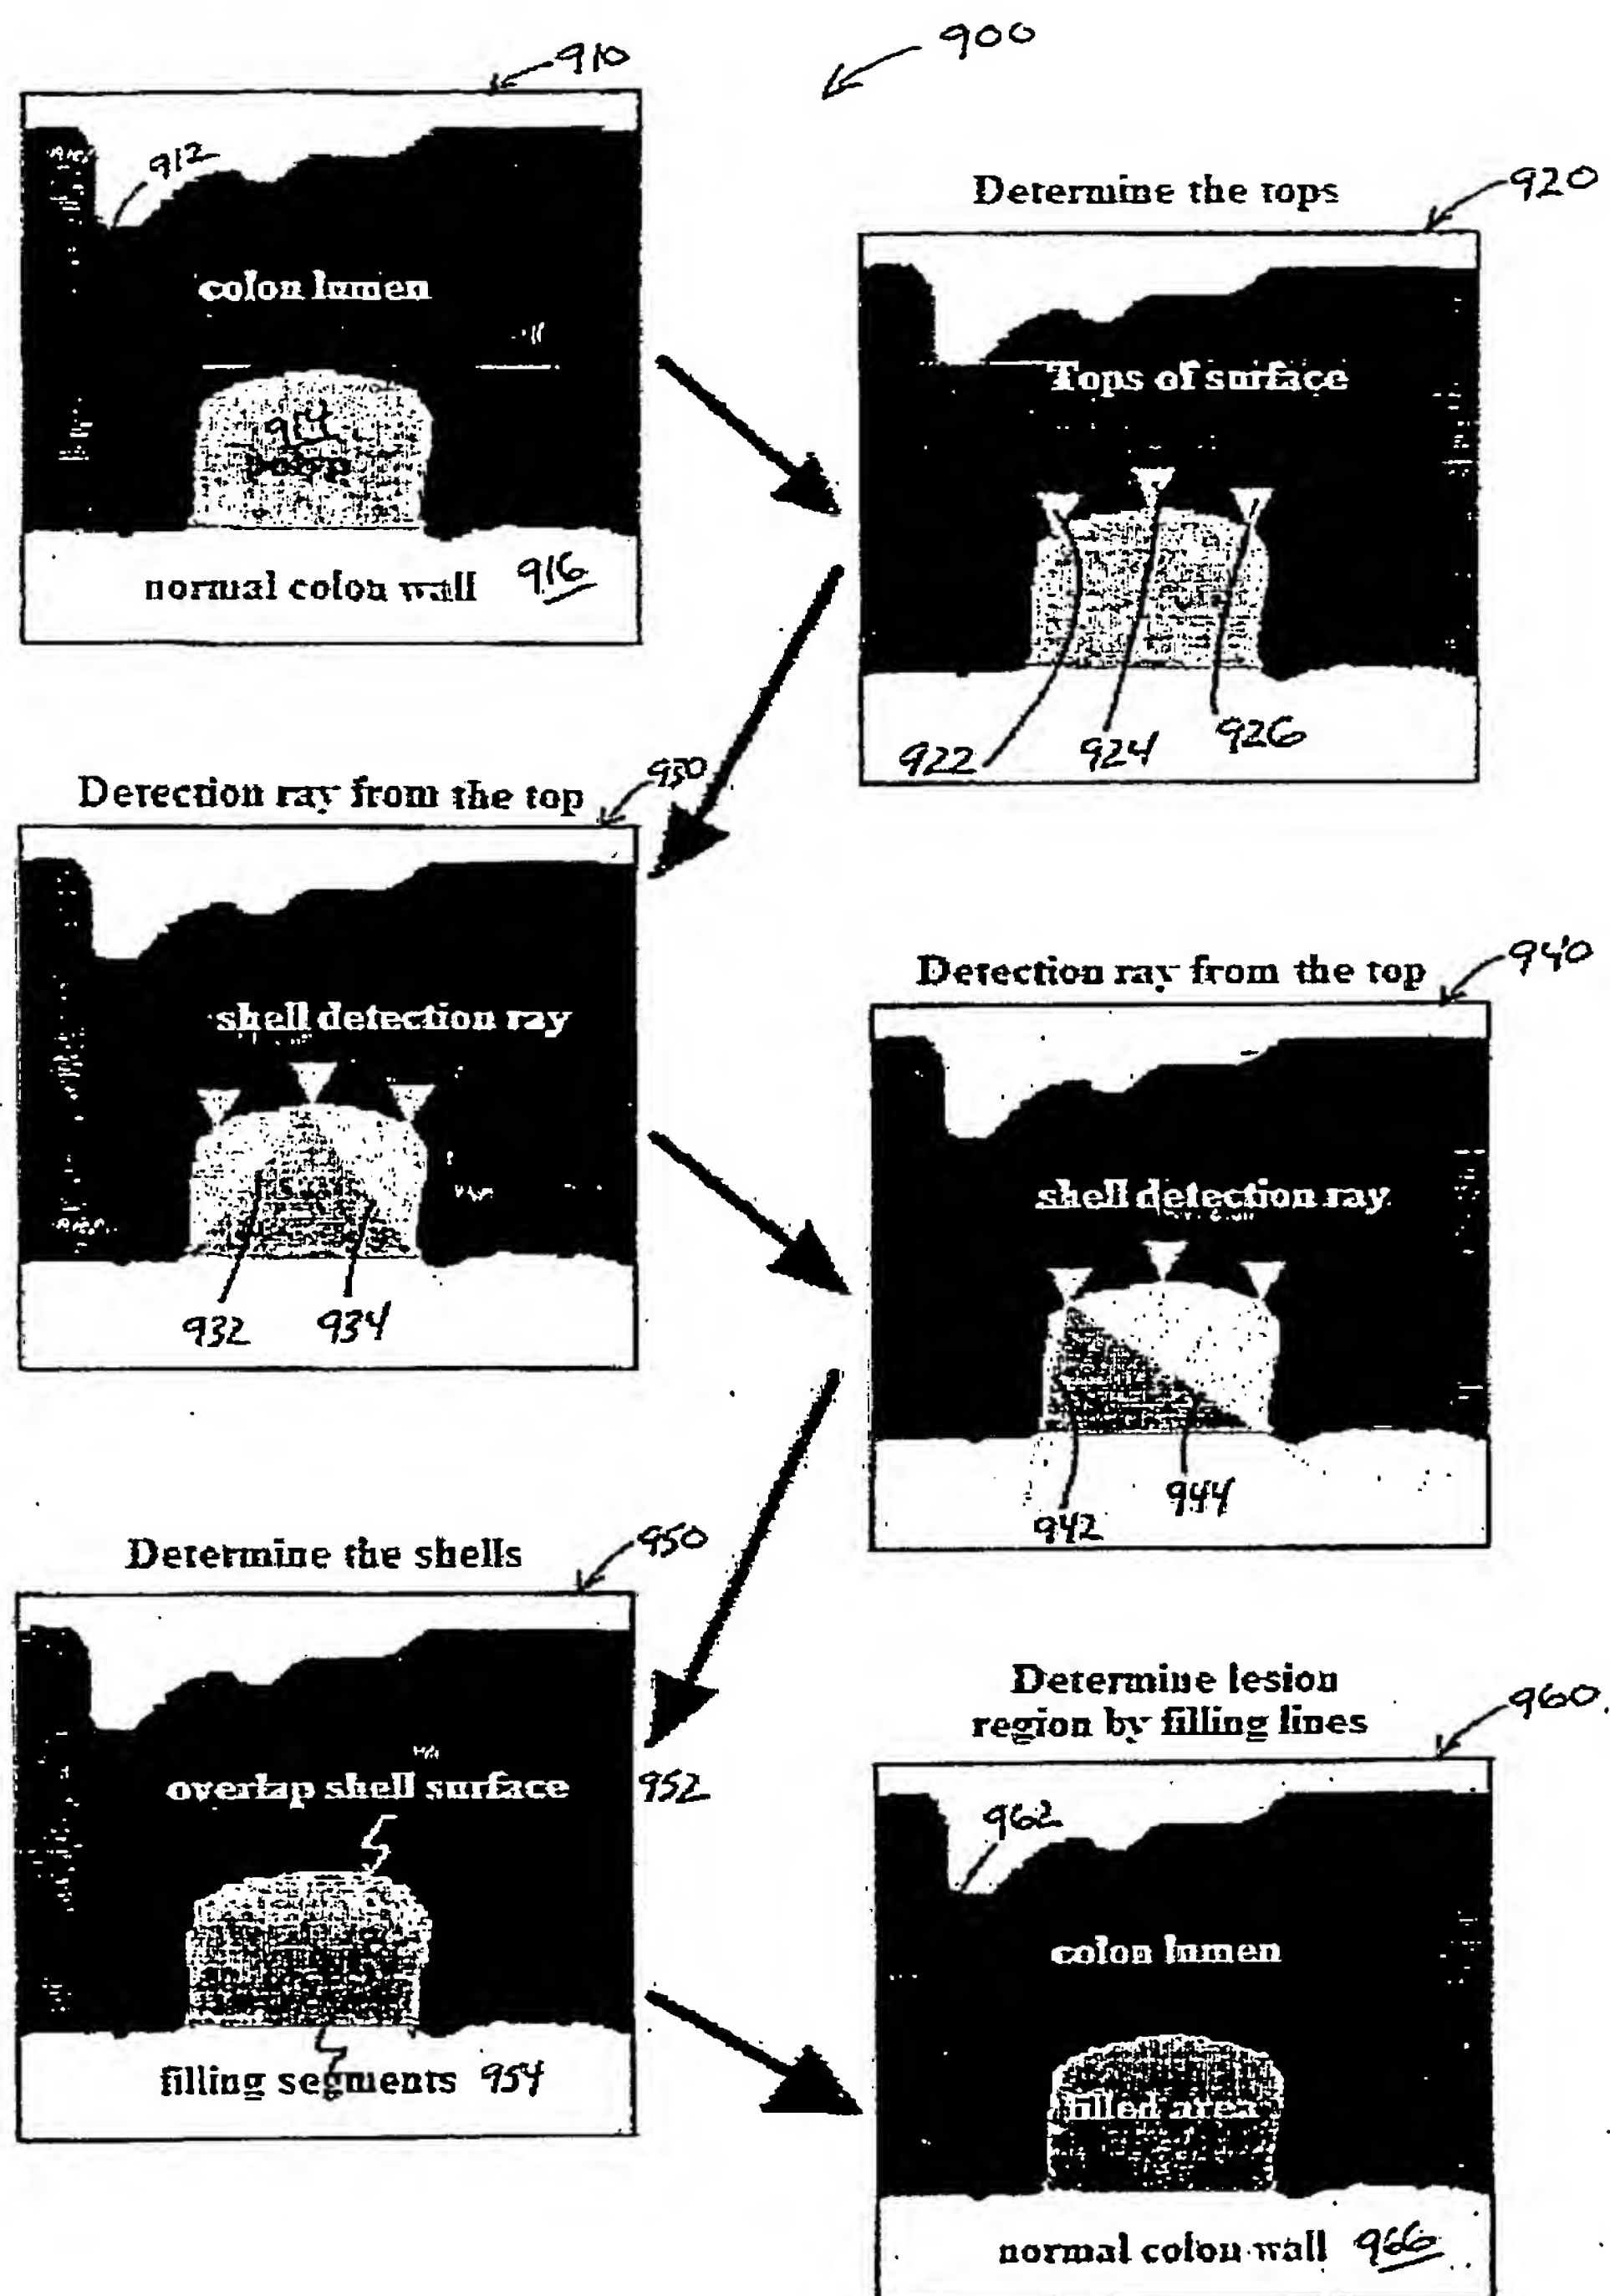 900
910
912
colon lumen
914
normal colon wall 916
Determine the tops
920
Tops of surface
922
924
926
Detection ray from the top
930
shell detection ray
932
934
Detection ray from the top
940
shell detection ray
942
944
Determine the shells
950
overlap shell surface
952
filling segments 954
Determine lesion
region by filling lines
960
962
colon lumen
filled area
normal colon wall 966